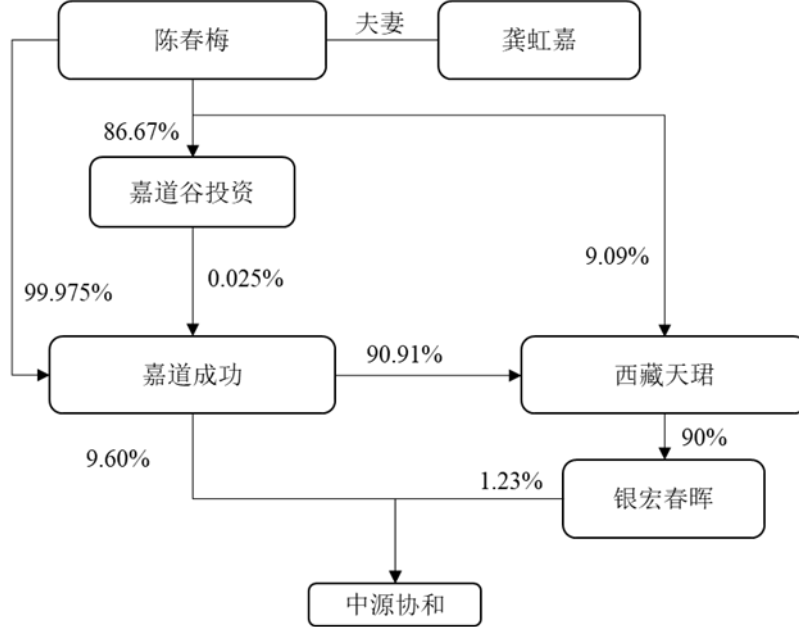 陈春梅
夫妻
龚虹嘉
86.67%
嘉道谷投资
99.975%
0.025%
9.09%
嘉道成功
90.91%
西藏天珺
9.60%
90%
1.23%
银宏春晖
中源协和